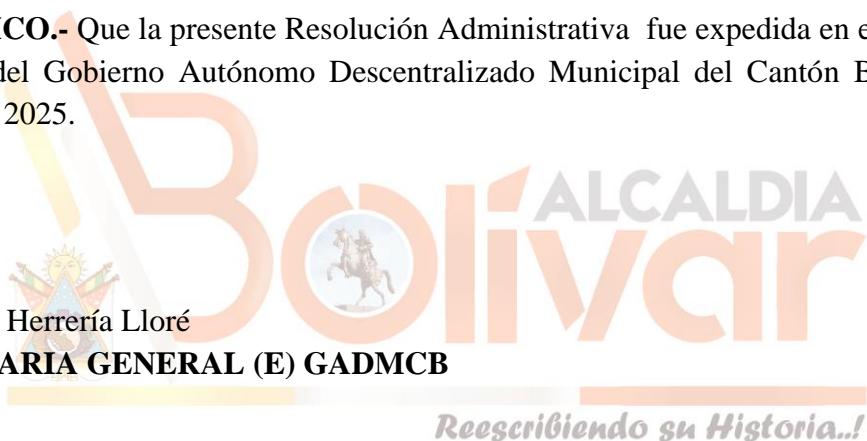 ICO.- Que la presente Resolución Administrativa fue expedida en e
del Gobierno Autónomo Descentralizado Municipal del Cantón B
2025.
ALCALDIA
Bolívar
Herrería Lloré
ARIA GENERAL (E) GADMCB
Reescribiendo su Historia..!